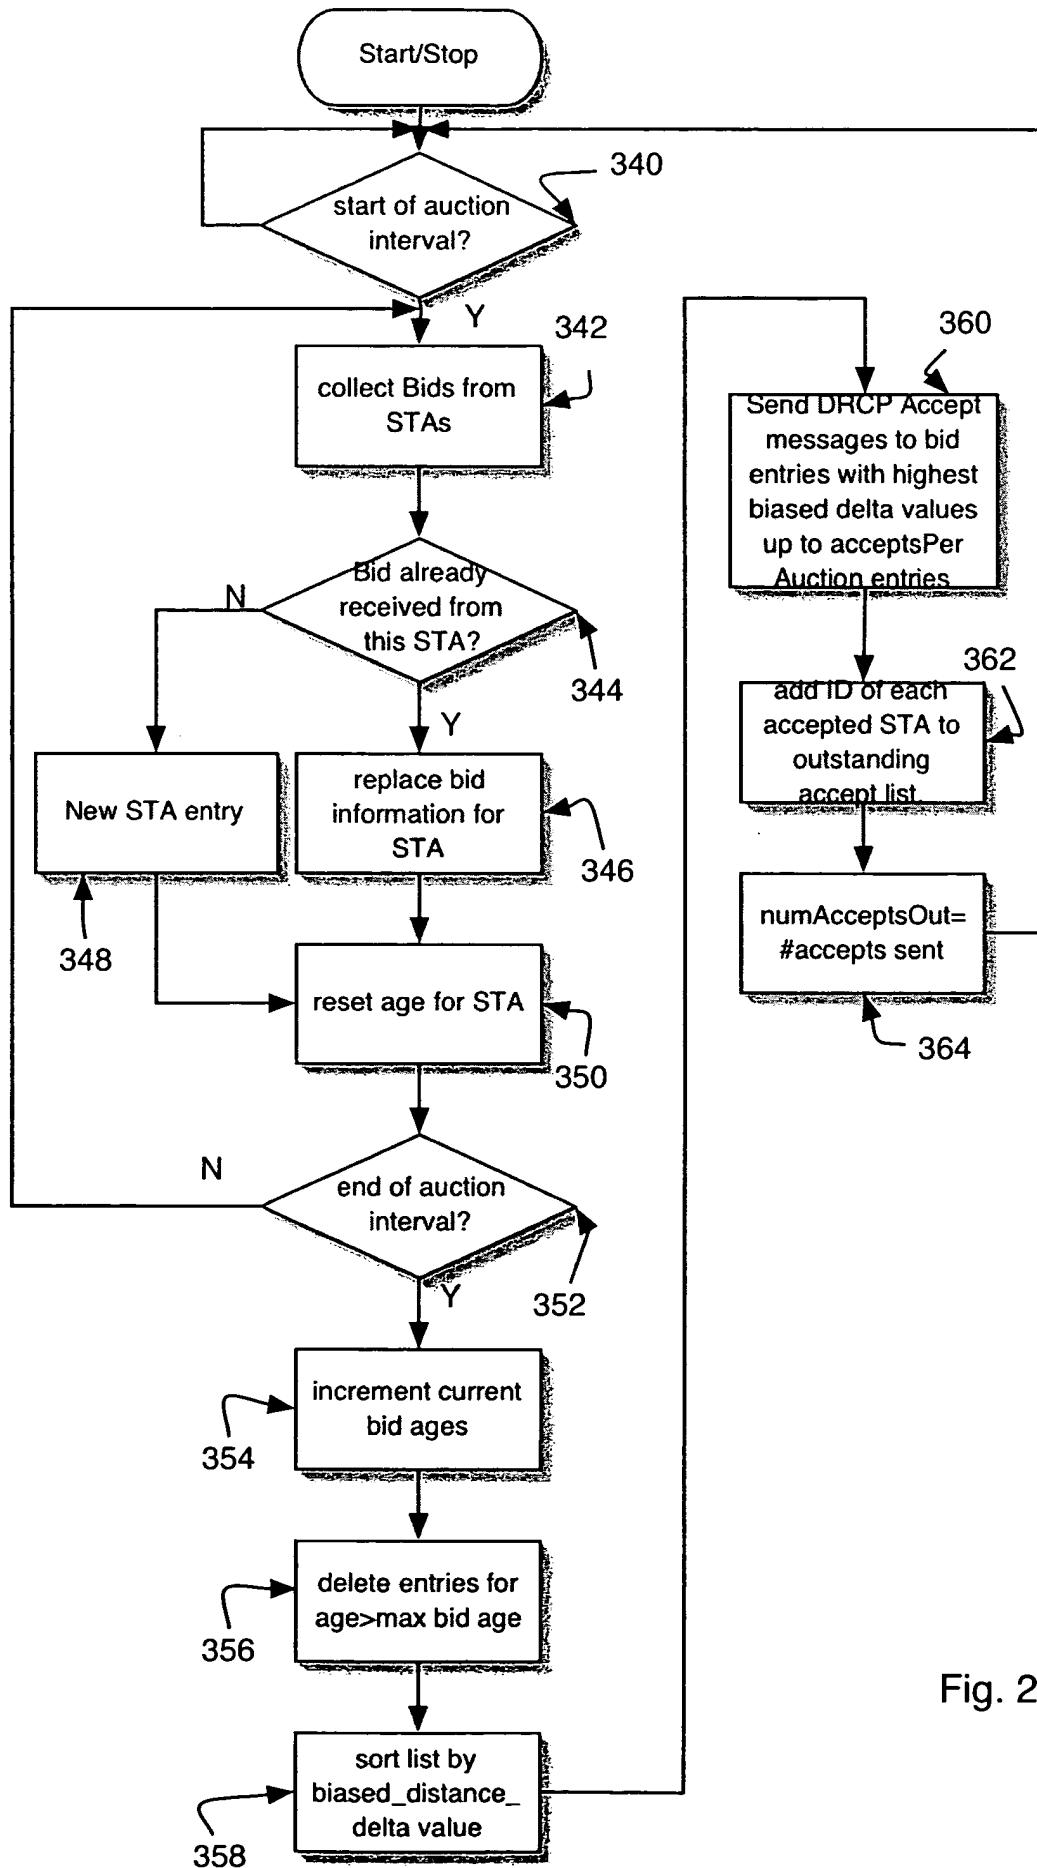 Start/Stop
340
start of auction
interval?
Y
342
collect Bids from
STAs
Bid already
received from
this STA?
N
344
Y
New STA entry
replace bid
information for
STA
346
348
reset age for STA
350
end of auction
interval?
N
352
Y
increment current
bid ages
354
delete entries for
age>max bid age
356
sort list by
biased_distance_
delta value
358
360
Send DRCP Accept
messages to bid
entries with highest
biased delta values
up to acceptsPer
Auction entries
362
add ID of each
accepted STA to
outstanding
accept list.
numAcceptsOut=
#accepts sent
364
Fig. 2